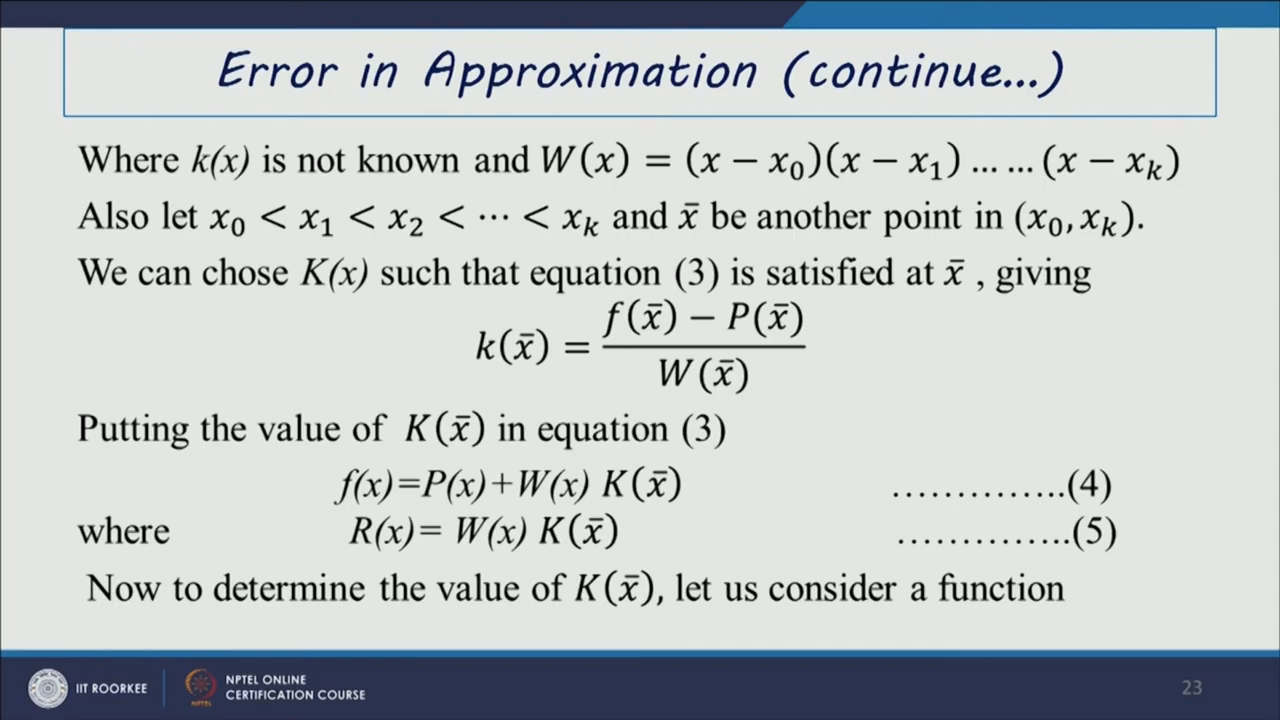 Error in Approximation (continue...)
Where k(x) is not known and W(x) = (x − x₀)(x − x₁) ... ... (x − xₖ)
Also let x₀ < x₁ < x₂ < ⋯ < xₖ and x̄ be another point in (x₀, xₖ).
We can chose K(x) such that equation (3) is satisfied at x̄ , giving
k(x̄) = (f(x̄) − P(x̄)) / W(x̄)
Putting the value of K(x̄) in equation (3)
f(x)=P(x)+W(x) K(x̄) …………..(4)
where R(x)= W(x) K(x̄) …………..(5)
Now to determine the value of K(x̄), let us consider a function
IIT ROORKEE
NPTEL
NPTEL ONLINE
CERTIFICATION COURSE
23